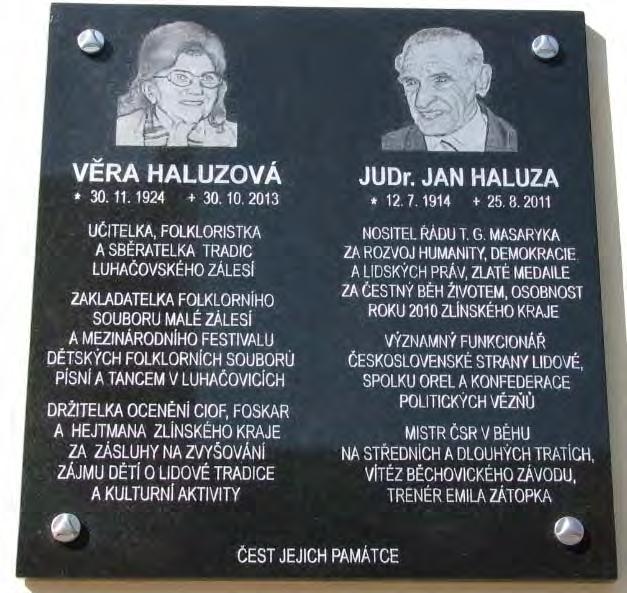 VĚRA HALUZOVÁ
* 30. 11. 1924 + 30. 10. 2013
UČITELKA, FOLKLORISTKA
A SBĚRATELKA TRADIC
LUHAČOVSKÉHO ZÁLESÍ
ZAKLADATELKA FOLKLORNÍHO
SOUBORU MALÉ ZÁLESÍ
A MEZINÁRODNÍHO FESTIVALU
DĚTSKÝCH FOLKLORNÍCH SOUBORŮ
PÍSNÍ A TANCEM V LUHAČOVICÍCH
DRŽITELKA OCENĚNÍ CIOF, FOSKAR
A HEJTMANA ZLÍNSKÉHO KRAJE
ZA ZÁSLUHY NA ZVYŠOVÁNÍ
ZÁJMU DĚTÍ O LIDOVÉ TRADICE
A KULTURNÍ AKTIVITY
JUDr. JAN HALUZA
* 12. 7. 1914 + 25. 8. 2011
NOSITEL ŘÁDU T. G. MASARYKA
ZA ROZVOJ HUMANITY, DEMOKRACIE
A LIDSKÝCH PRÁV, ZLATÉ MEDAILE
ZA ČESTNÝ BĚH ŽIVOTEM, OSOBNOST
ROKU 2010 ZLÍNSKÉHO KRAJE
VÝZNAMNÝ FUNKCIONÁŘ
ČESKOSLOVENSKÉ STRANY LIDOVÉ,
SPOLKU OREL A KONFEDERACE
POLITICKÝCH VĚZŇŮ
MISTR ČSR V BĚHU
NA STŘEDNÍCH A DLOUHÝCH TRATÍCH,
VÍTĚZ BĚCHOVICKÉHO ZÁVODU,
TRENÉR EMILA ZÁTOPKA
ČEST JEJICH PAMÁTCE